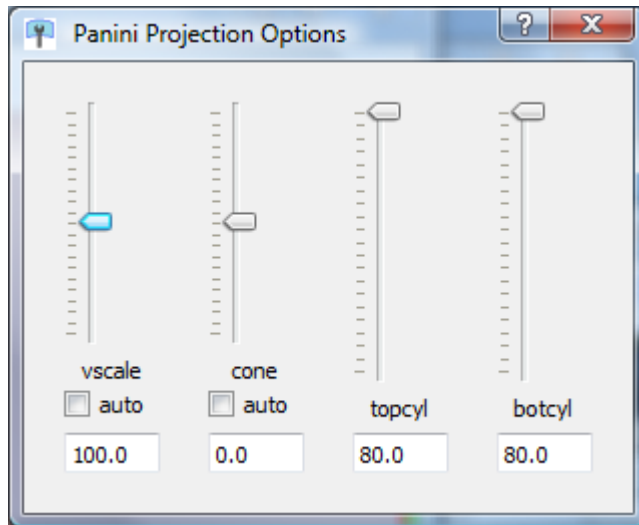 Panini Projection Options
?
X
vscale
cone
auto
auto
topcyl
botcyl
100.0
0.0
80.0
80.0